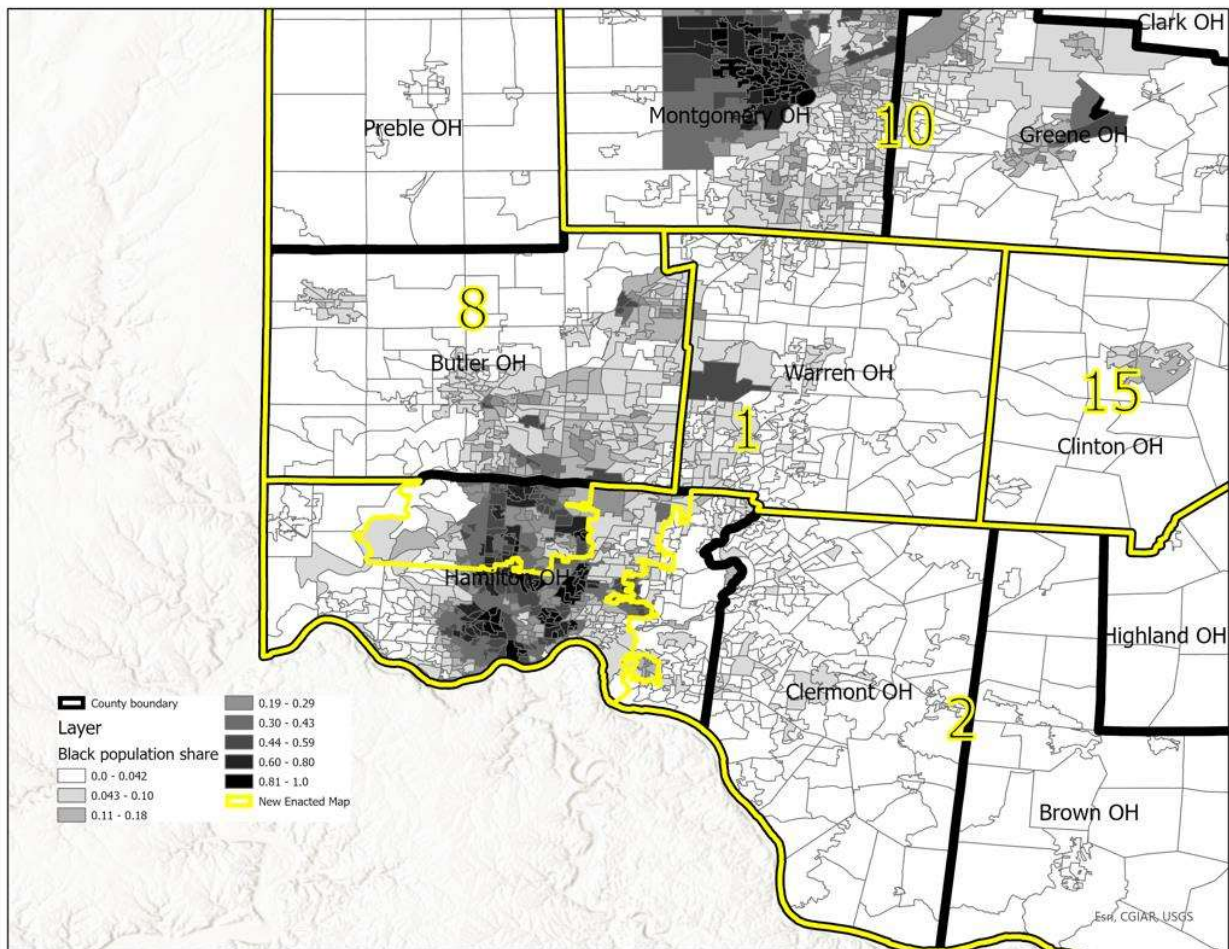 Clark OH
Preble OH
Montgomery OH
10
Greene OH
8
Butler OH
Warren OH
1
15
Clinton OH
Hamilton OH
Highland OH
Clermont OH
2
Brown OH
County boundary
Layer
Black population share
0.0 - 0.042
0.043 - 0.10
0.11 - 0.18
0.19 - 0.29
0.30 - 0.43
0.44 - 0.59
0.60 - 0.80
0.81 - 1.0
New Enacted Map
Esri, CGIAR, USGS